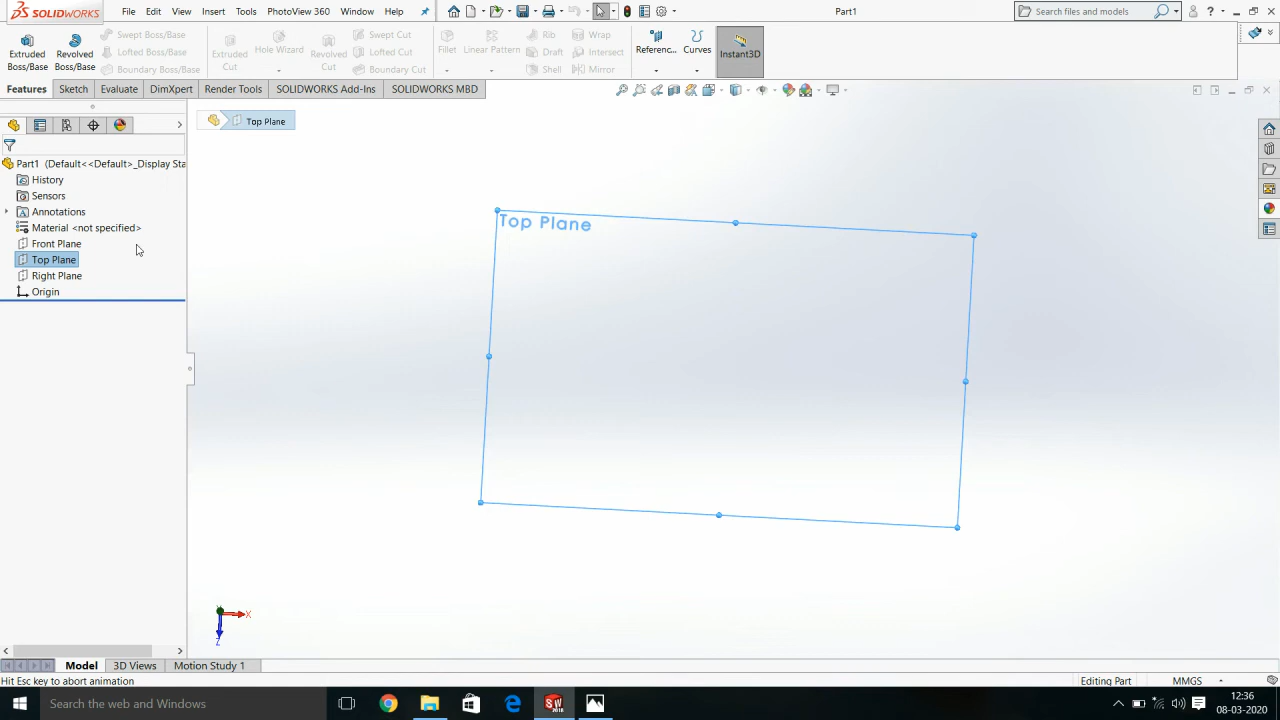 SOLIDWORKS File Edit View Insert Tools PhotoView 360 Window Help Part1 Search files and models ?
Extruded Boss/Base
Revolved Boss/Base
Swept Boss/Base
Lofted Boss/Base
Boundary Boss/Base
Extruded Cut
Hole Wizard
Revolved Cut
Swept Cut
Lofted Cut
Boundary Cut
Fillet
Linear Pattern
Rib
Draft
Shell
Wrap
Intersect
Mirror
Referenc...
Curves
Instant3D
Features Sketch Evaluate DimXpert Render Tools SOLIDWORKS Add-Ins SOLIDWORKS MBD
Top Plane
Part1 (Default<<Default>_Display Sta
History
Sensors
Annotations
Material <not specified>
Front Plane
Top Plane
Right Plane
Origin
Top Plane
X
Z
Model 3D Views Motion Study 1
Hit Esc key to abort animation Editing Part MMGS
Search the web and Windows
SW
2018
12:36
08-03-2020